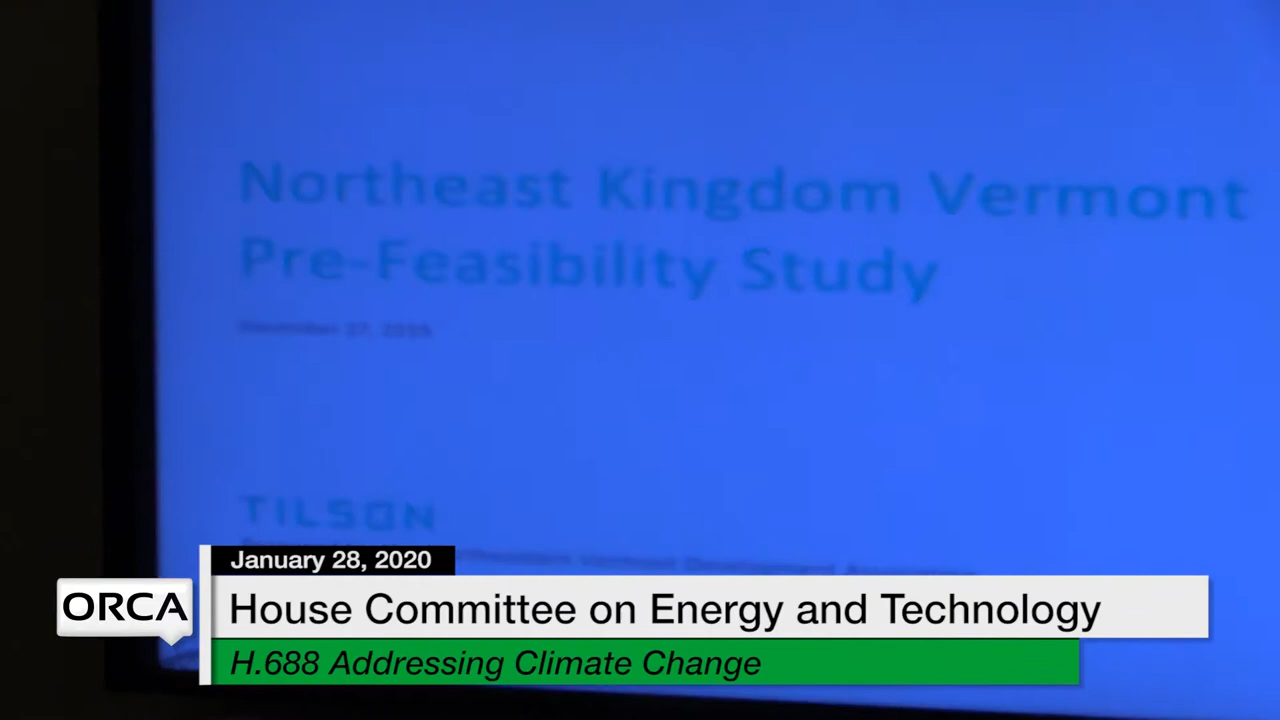 Northeast Kingdom Vermont
Pre-Feasibility Study
TILSON
January 28, 2020
ORCA
House Committee on Energy and Technology
H.688 Addressing Climate Change